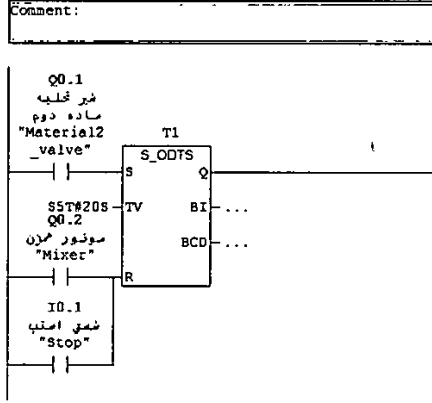 Comment:
Q0.1
شیر تخلیه
ماده دوم
"Material2
_valve"
T1
S_ODTS
S
Q
S5T#20S
TV
BI
...
Q0.2
موتور همزن
BCD
...
"Mixer"
R
I0.1
شستی استپ
"Stop"